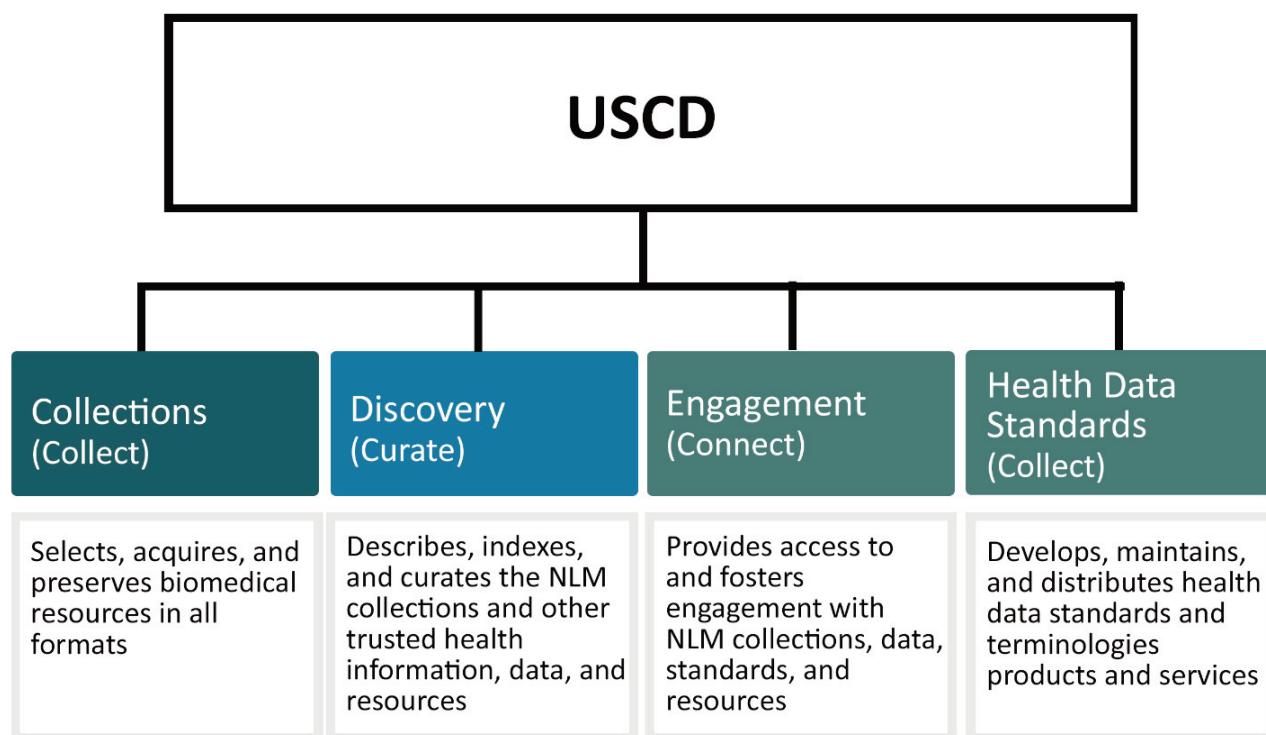 USCD
Collections
(Collect)
Selects, acquires, and
preserves biomedical
resources in all
formats
Discovery
(Curate)
Describes, indexes,
and curates the NLM
collections and other
trusted health
information, data, and
resources
Engagement
(Connect)
Provides access to
and fosters
engagement with
NLM collections, data,
standards, and
resources
Health Data
Standards
(Collect)
Develops, maintains,
and distributes health
data standards and
terminologies
products and services